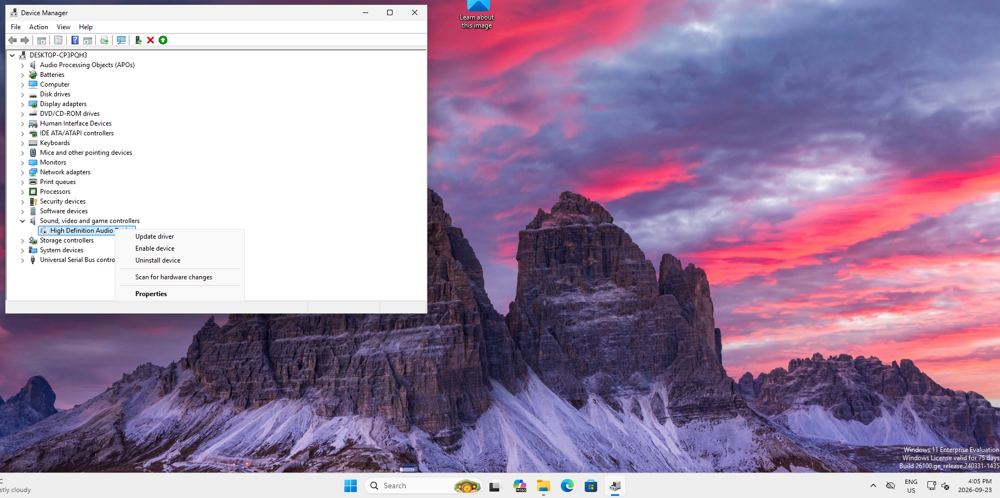 Device Manager
File Action View Help
DESKTOP-CP3PQH3
Audio Processing Objects (APOs)
Batteries
Computer
Disk drives
Display adapters
DVD/CD-ROM drives
Human Interface Devices
IDE ATA/ATAPI controllers
Keyboards
Mice and other pointing devices
Monitors
Network adapters
Print queues
Processors
Security devices
Software devices
Sound, video and game controllers
High Definition Audio
Storage controllers
System devices
Universal Serial Bus contro
Update driver
Enable device
Uninstall device
Scan for hardware changes
Properties
Learn about
this image
Windows 11 Enterprise Evaluation
Windows License valid for 75 days
Build 26100.ge_release.240331-1435
C
stly cloudy
Search
M365
ENG
US
4:05 PM
2026-09-23